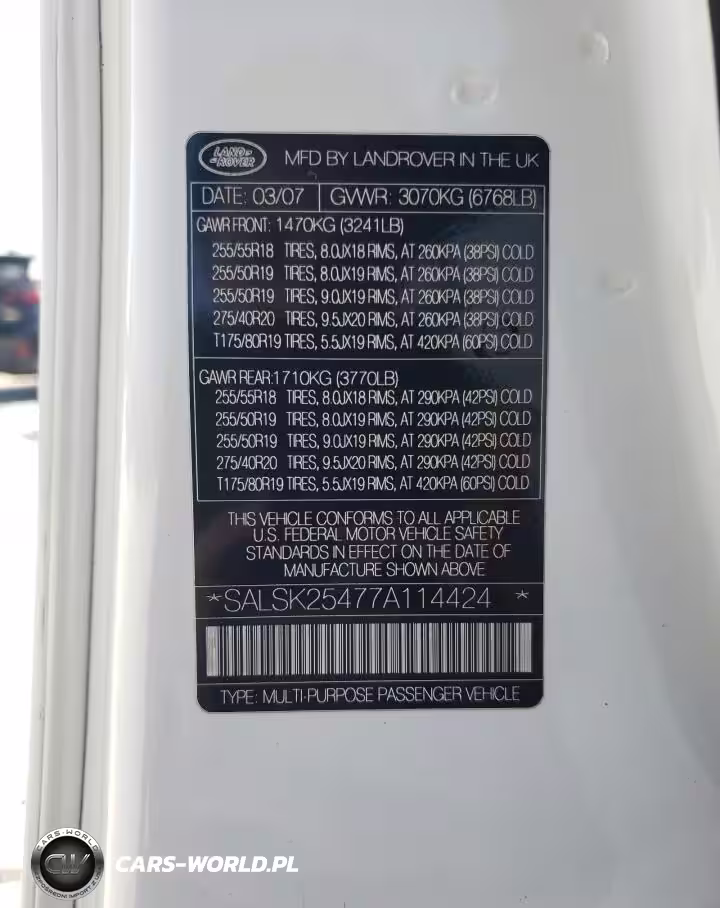 LAND-
-ROVER
MFD BY LANDROVER IN THE UK
DATE: 03/07 GVWR: 3070KG (6768LB)
GAWR FRONT: 1470KG (3241LB)
255/55R18 TIRES, 8.0JX18 RIMS, AT 260KPA (38PSI) COLD
255/50R19 TIRES, 8.0JX19 RIMS, AT 260KPA (38PSI) COLD
255/50R19 TIRES, 9.0JX19 RIMS, AT 260KPA (38PSI) COLD
275/40R20 TIRES, 9.5JX20 RIMS, AT 260KPA (38PSI) COLD
T175/80R19 TIRES, 5.5JX19 RIMS, AT 420KPA (60PSI) COLD
GAWR REAR:1710KG (3770LB)
255/55R18 TIRES, 8.0JX18 RIMS, AT 290KPA (42PSI) COLD
255/50R19 TIRES, 8.0JX19 RIMS, AT 290KPA (42PSI) COLD
255/50R19 TIRES, 9.0JX19 RIMS, AT 290KPA (42PSI) COLD
275/40R20 TIRES, 9.5JX20 RIMS, AT 290KPA (42PSI) COLD
T175/80R19 TIRES, 5.5JX19 RIMS, AT 420KPA (60PSI) COLD
THIS VEHICLE CONFORMS TO ALL APPLICABLE
U.S. FEDERAL MOTOR VEHICLE SAFETY
STANDARDS IN EFFECT ON THE DATE OF
MANUFACTURE SHOWN ABOVE
*SALSK25477A114424 *
TYPE: MULTI-PURPOSE PASSENGER VEHICLE
CARS-WORLD
CW
CARS-WORLD.PL